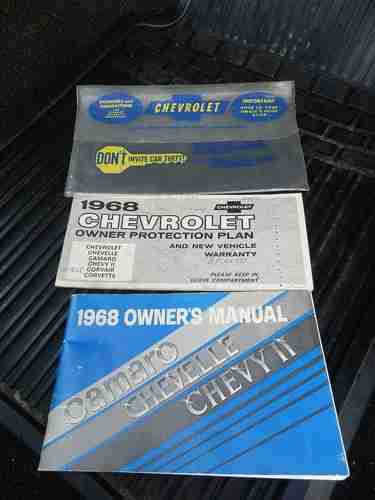 CHEVROLET
IMPORTANT
DON'T INVITE CAR THEFT!
1968
CHEVROLET
CHEVROLET
OWNER PROTECTION PLAN
AND NEW VEHICLE
WARRANTY
CHEVROLET
CHEVELLE
CAMARO
CHEVY II
CORVAIR
CORVETTE
PLEASE KEEP IN
GLOVE COMPARTMENT
1968 OWNER'S MANUAL
camaro
CHEVELLE
CHEVY II